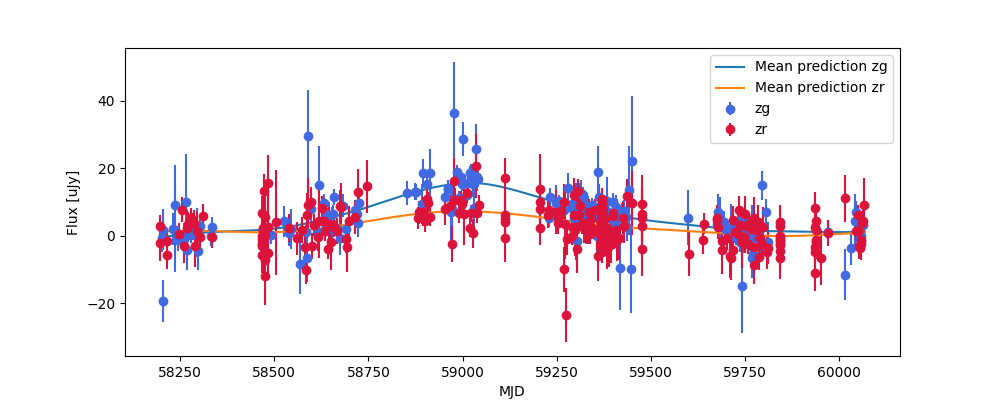 Flux [uJy]
40
20
0
−20
58250 58500 58750 59000 59250 59500 59750 60000
MJD
Mean prediction zg
Mean prediction zr
zg
zr